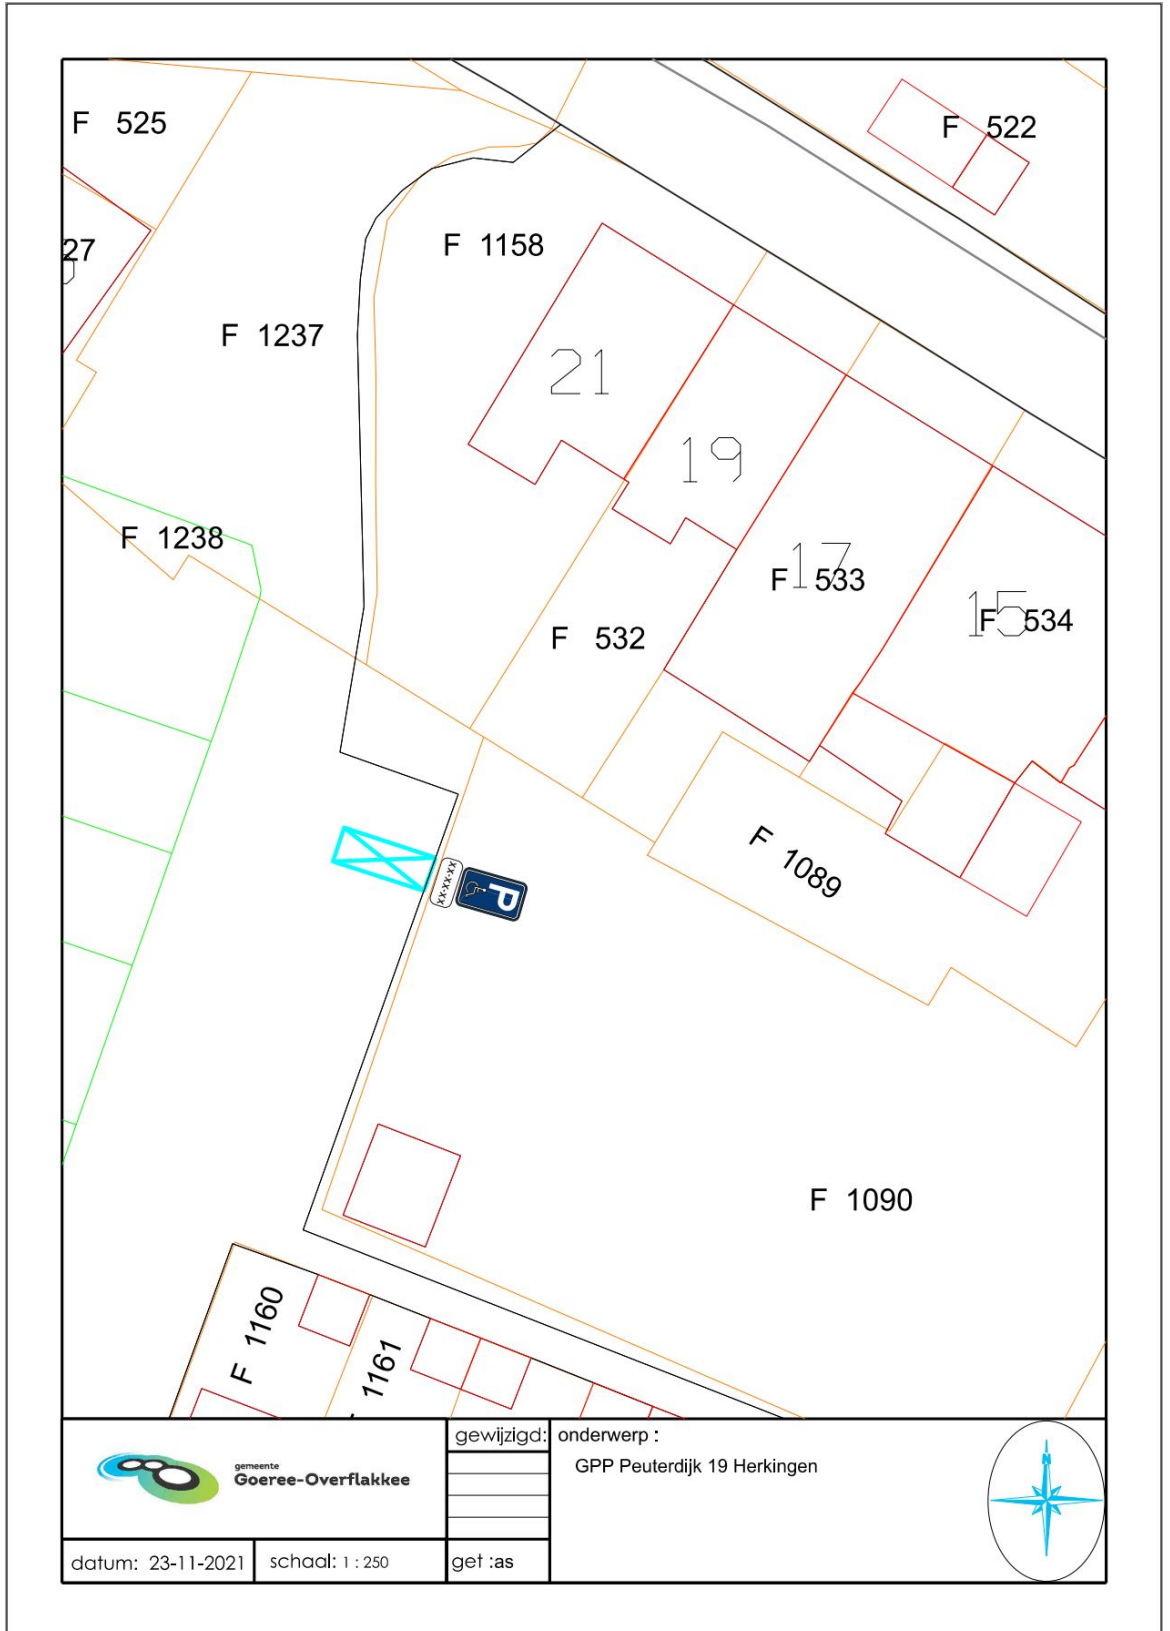 F 525
F 522
27
F 1158
F 1237
21
19
F 1238
17
F 533
15
F 534
F 532
F 1089
xx-xx-xx
P
F 1090
F 1160
1161
gemeente
Goeree-Overflakkee
gewijzigd:
onderwerp :
GPP Peuterdijk 19 Herkingen
N
datum: 23-11-2021
schaal: 1 : 250
get :as